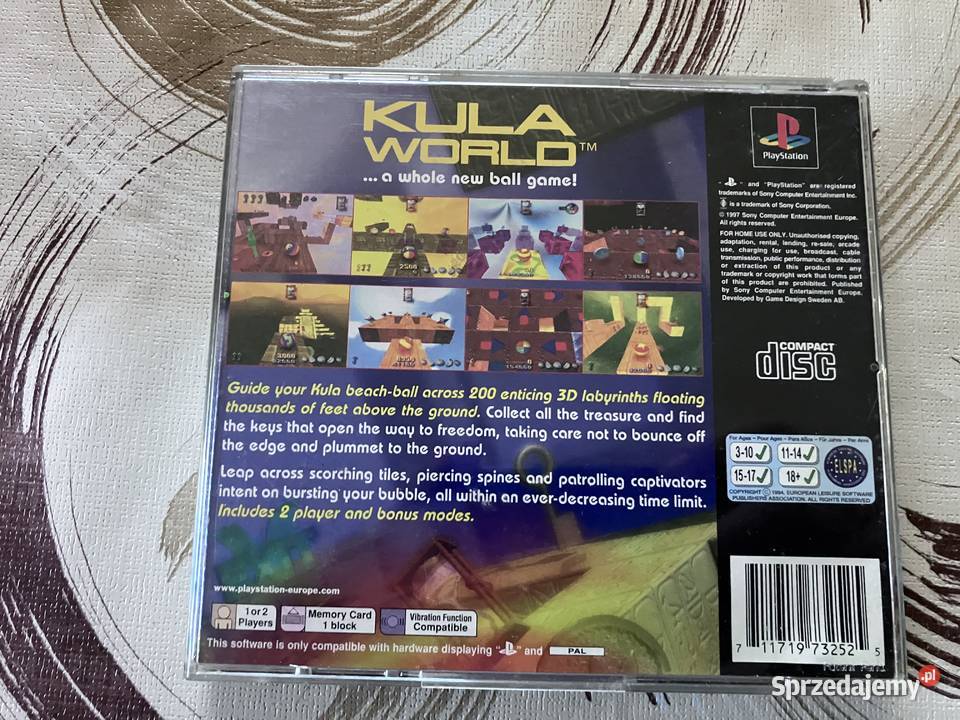 KULA
WORLD™
... a whole new ball game!
Guide your Kula beach-ball across 200 enticing 3D labyrinths floating
thousands of feet above the ground. Collect all the treasure and find
the keys that open the way to freedom, taking care not to bounce off
the edge and plummet to the ground.
Leap across scorching tiles, piercing spines and patrolling captivators
intent on bursting your bubble, all within an ever-decreasing time limit.
Includes 2 player and bonus modes.
www.playstation-europe.com
1 or 2
Players
Memory Card
1 block
Vibration Function
Compatible
This software is only compatible with hardware displaying " " and PAL
PlayStation
" " and "PlayStation" are registered
trademarks of Sony Computer Entertainment Inc.
is a trademark of Sony Corporation.
© 1997 Sony Computer Entertainment Europe.
All rights reserved.
FOR HOME USE ONLY. Unauthorised copying,
adaptation, rental, lending, re-sale, arcade
use, charging for use, broadcast, cable
transmission, public performance, distribution
or extraction of this product or any
trademark or copyright work that forms part
of this product are prohibited. Published
by Sony Computer Entertainment Europe.
Developed by Game Design Sweden AB.
COMPACT
disc
For Ages - Pour Ages - Para Años - Für Jahre - Per Anni
3-10 11-14
15-17 18+
ELSPA
COPYRIGHT © 1994, EUROPEAN LEISURE SOFTWARE
PUBLISHERS ASSOCIATION. ALL RIGHTS RESERVED
7 11719 73252 5
Sprzedajemy.pl